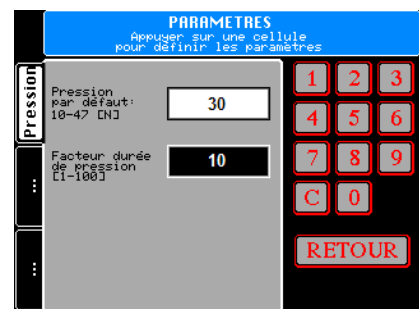 PARAMETRES
Appuyer sur une cellule
pour définir les paramètres
Pression
Pression
par défaut:
10-47 [N]
30
Facteur durée
de pression
[1-100]
10
...
...
1 2 3
4 5 6
7 8 9
C 0
RETOUR